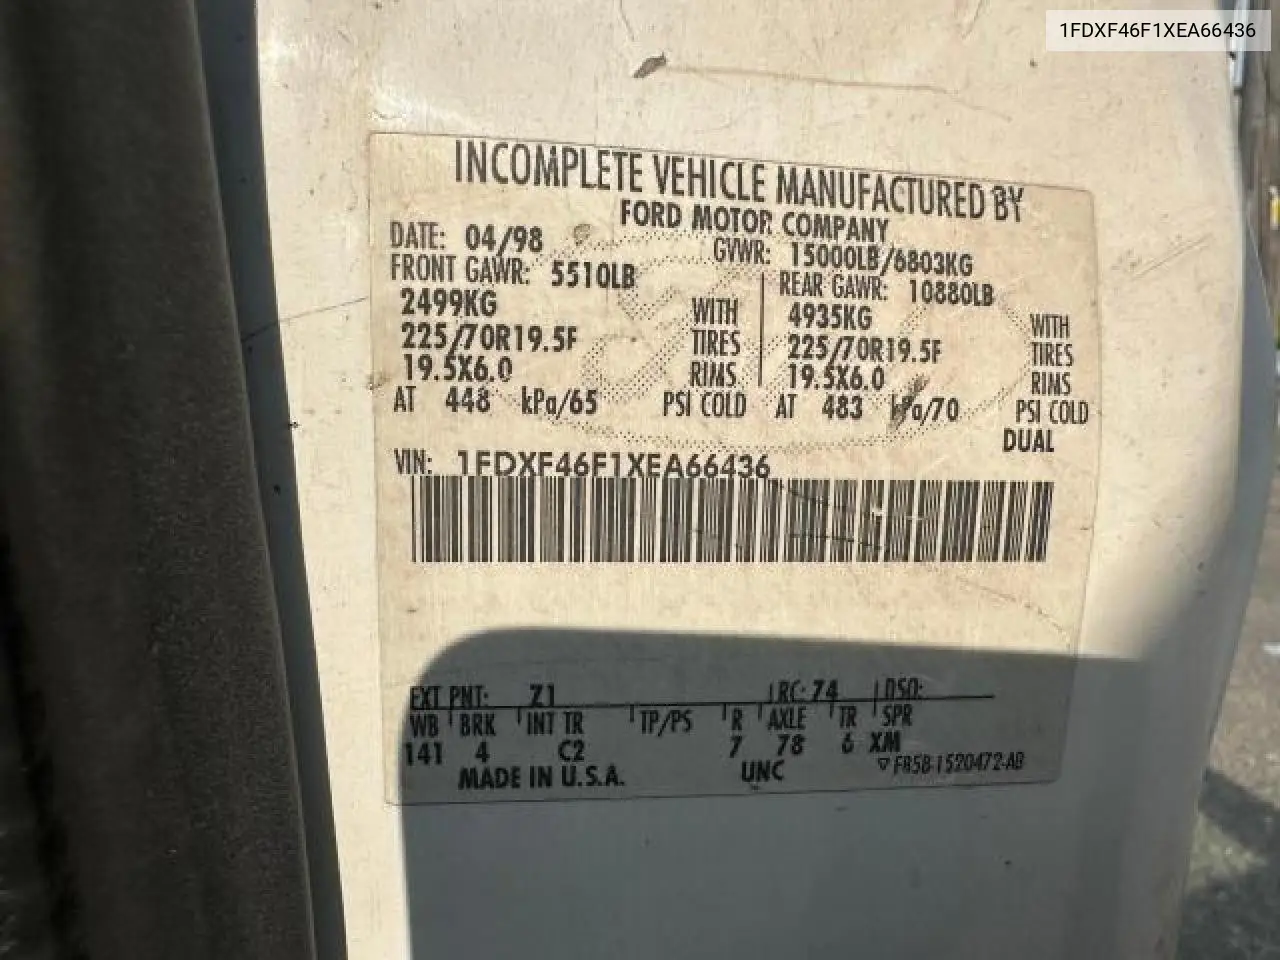 1FDXF46F1XEA66436
INCOMPLETE VEHICLE MANUFACTURED BY
FORD MOTOR COMPANY
DATE: 04/98 GVWR: 15000LB/6803KG
FRONT GAWR: 5510LB REAR GAWR: 10880LB
2499KG WITH 4935KG WITH
225/70R19.5F TIRES 225/70R19.5F TIRES
19.5X6.0 RIMS 19.5X6.0 RIMS
AT 448 kPa/65 PSI COLD AT 483 kPa/70 PSI COLD
DUAL
VIN: 1FDXF46F1XEA66436
EXT PNT: Z1 RC: 74 DSO:
WB BRK INT TR TP/PS R AXLE TR SPR
141 4 C2 7 78 6 XM
MADE IN U.S.A. UNC F85B-1520472-AB